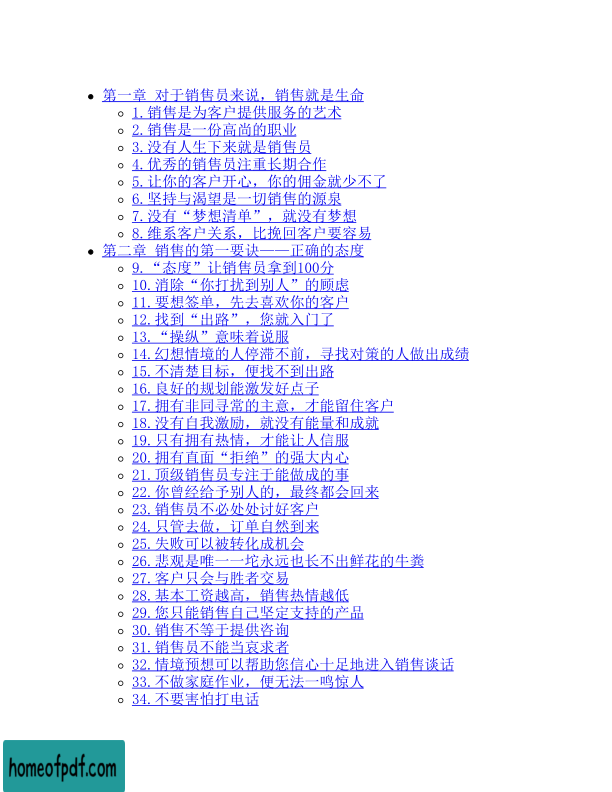 第一章 对于销售员来说，销售就是生命
1.销售是为客户提供服务的艺术
2.销售是一份高尚的职业
3.没有人生下来就是销售员
4.优秀的销售员注重长期合作
5.让你的客户开心，你的佣金就少不了
6.坚持与渴望是一切销售的源泉
7.没有“梦想清单”，就没有梦想
8.维系客户关系，比挽回客户要容易
第二章 销售的第一要诀——正确的态度
9.“态度”让销售员拿到100分
10.消除“你打扰到别人”的顾虑
11.要想签单，先去喜欢你的客户
12.找到“出路”，您就入门了
13.“操纵”意味着说服
14.幻想情境的人停滞不前，寻找对策的人做出成绩
15.不清楚目标，便找不到出路
16.良好的规划能激发好点子
17.拥有非同寻常的主意，才能留住客户
18.没有自我激励，就没有能量和成就
19.只有拥有热情，才能让人信服
20.拥有直面“拒绝”的强大内心
21.顶级销售员专注于能做成的事
22.你曾经给予别人的，最终都会回来
23.销售员不必处处讨好客户
24.只管去做，订单自然到来
25.失败可以被转化成机会
26.悲观是唯一一坨永远也长不出鲜花的牛粪
27.客户只会与胜者交易
28.基本工资越高，销售热情越低
29.您只能销售自己坚定支持的产品
30.销售不等于提供咨询
31.销售员不能当哀求者
32.情境预想可以帮助您信心十足地进入销售谈话
33.不做家庭作业，便无法一鸣惊人
34.不要害怕打电话
homeofpdf.com